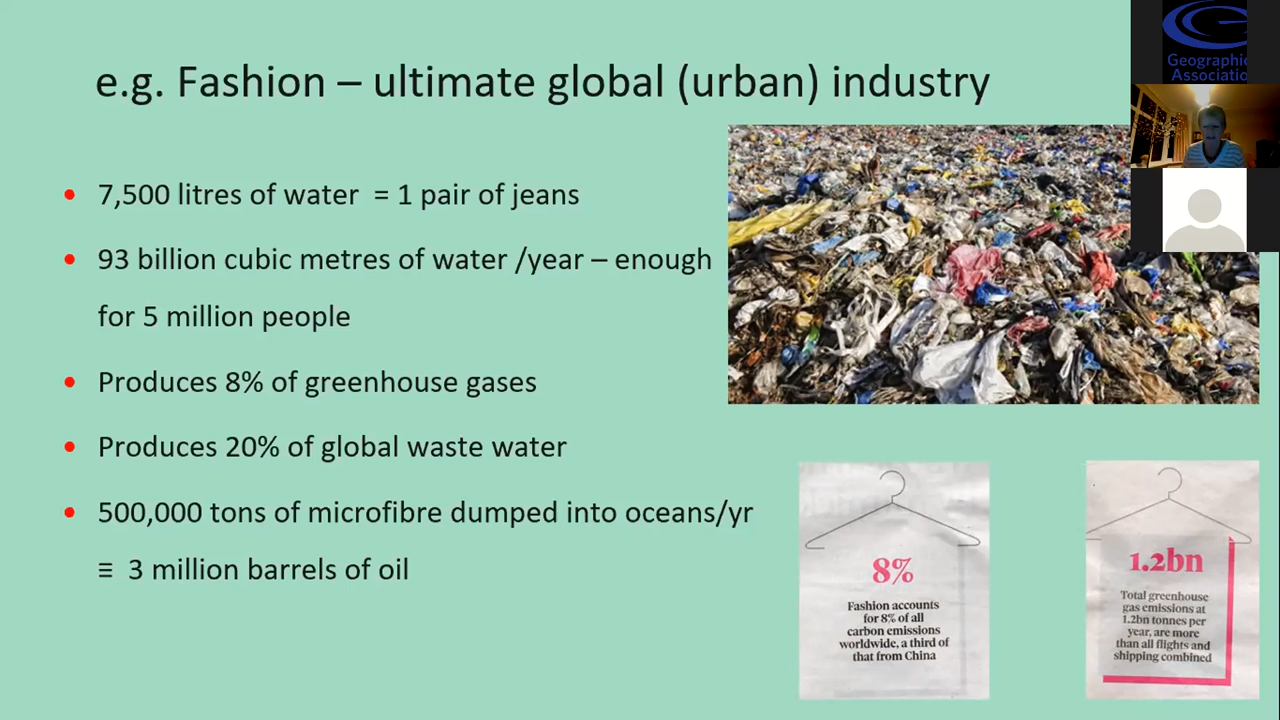 e.g. Fashion – ultimate global (urban) industry
• 7,500 litres of water = 1 pair of jeans
• 93 billion cubic metres of water /year – enough
for 5 million people
• Produces 8% of greenhouse gases
• Produces 20% of global waste water
• 500,000 tons of microfibre dumped into oceans/yr
≡ 3 million barrels of oil
8%
Fashion accounts
for 8% of all
carbon emissions
worldwide, a third of
that from China
1.2bn
Total greenhouse
gas emissions at
1.2bn tonnes per
year, are more
than all flights and
shipping combined
Geographic
Associatio